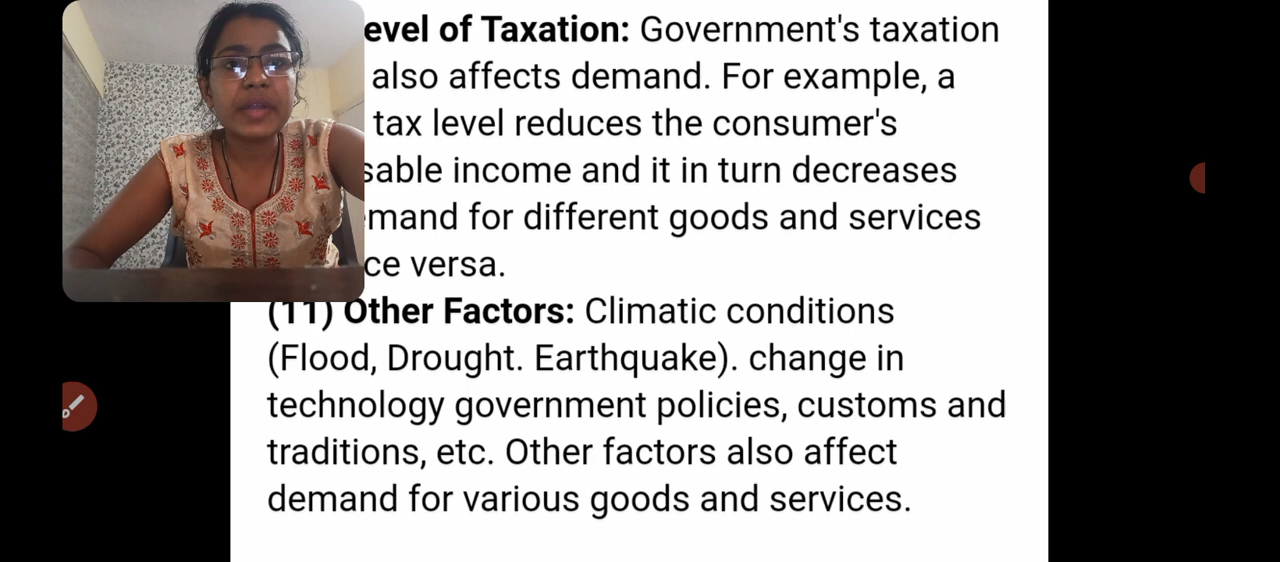 evel of Taxation: Government's taxation
also affects demand. For example, a
tax level reduces the consumer's
sable income and it in turn decreases
mand for different goods and services
ce versa.
(11) Other Factors: Climatic conditions
(Flood, Drought. Earthquake). change in
technology government policies, customs and
traditions, etc. Other factors also affect
demand for various goods and services.